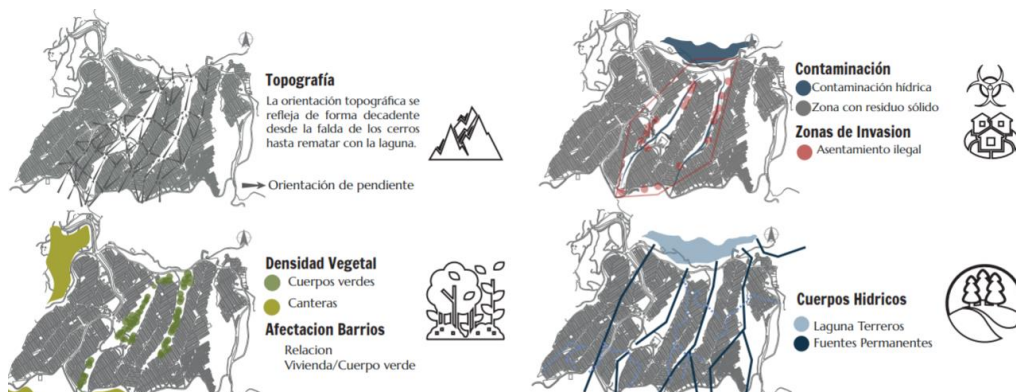 Topografía
La orientación topográfica se
refleja de forma decadente
desde la falda de los cerros
hasta rematar con la laguna.
Orientación de pendiente
Contaminación
Contaminación hídrica
Zona con residuo sólido
Zonas de Invasion
Asentamiento ilegal
Densidad Vegetal
Cuerpos verdes
Canteras
Afectacion Barrios
Relacion
Vivienda/Cuerpo verde
Cuerpos Hidricos
Laguna Terreros
Fuentes Permanentes